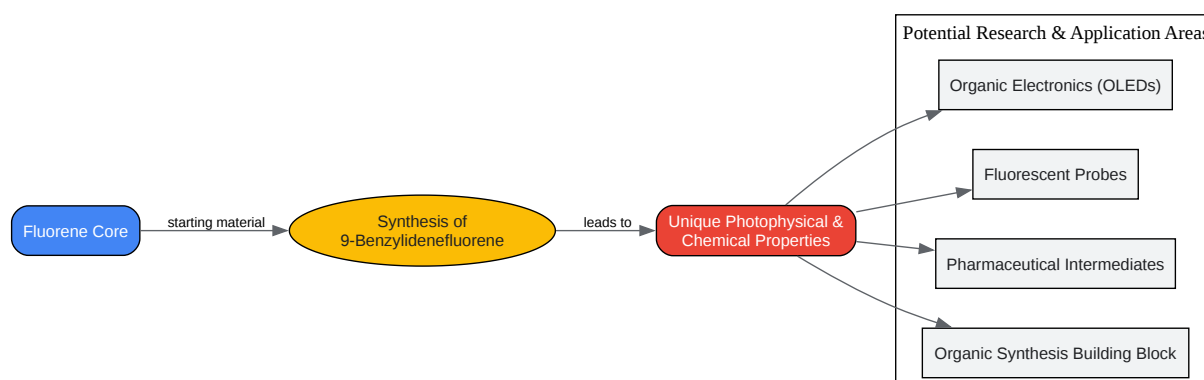 Potential Research & Application Areas
Organic Electronics (OLEDs)
Fluorescent Probes
Fluorene Core
starting material
Synthesis of
9-Benzylidenefluorene
leads to
Unique Photophysical &
Chemical Properties
Pharmaceutical Intermediates
Organic Synthesis Building Block